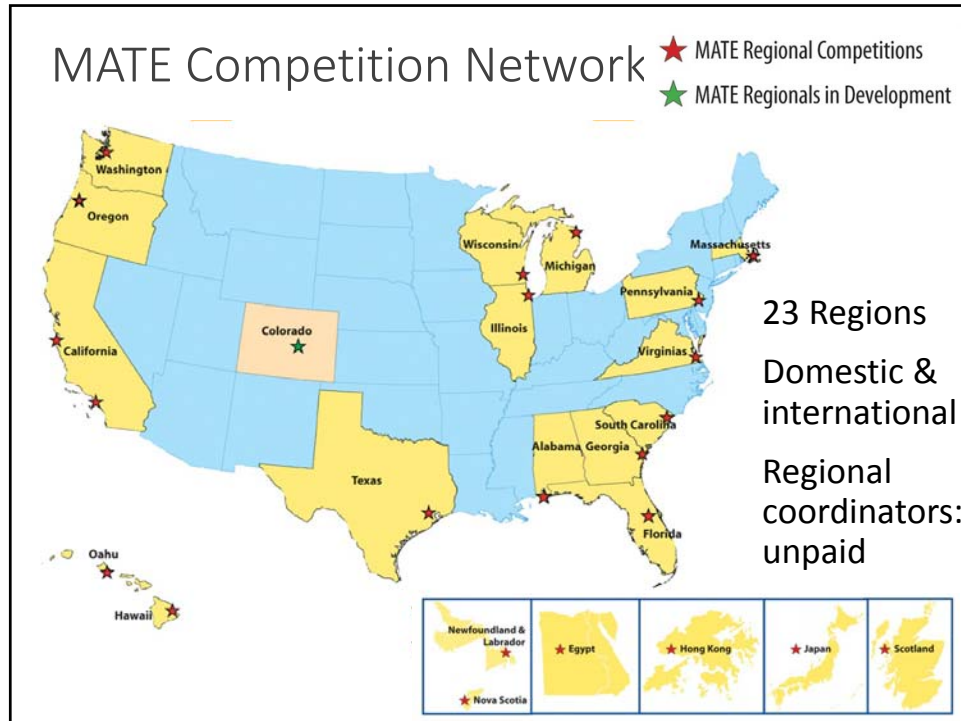 MATE Competition Network
MATE Regional Competitions
MATE Regionals in Development
Washington
Oregon
California
Colorado
Texas
Wisconsin
Michigan
Illinois
Massachusetts
Pennsylvania
Virginias
South Carolina
Alabama
Georgia
Florida
Oahu
Hawaii
23 Regions
Domestic &
international
Regional
coordinators:
unpaid
Newfoundland &
Labrador
Nova Scotia
Egypt
Hong Kong
Japan
Scotland